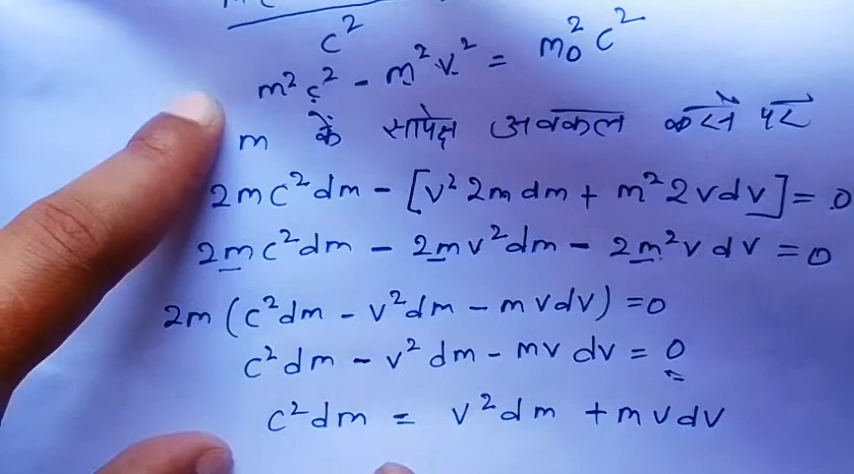 c²
m²c² - m²v² = m₀²c²
m के सापेक्ष अवकल करने पर
2mc²dm - [v²2mdm + m²2vdv] = 0
2mc²dm - 2mv²dm - 2m²vdv = 0
2m(c²dm - v²dm - mvdv) = 0
c²dm - v²dm - mvdv = 0
c²dm = v²dm + mvdv